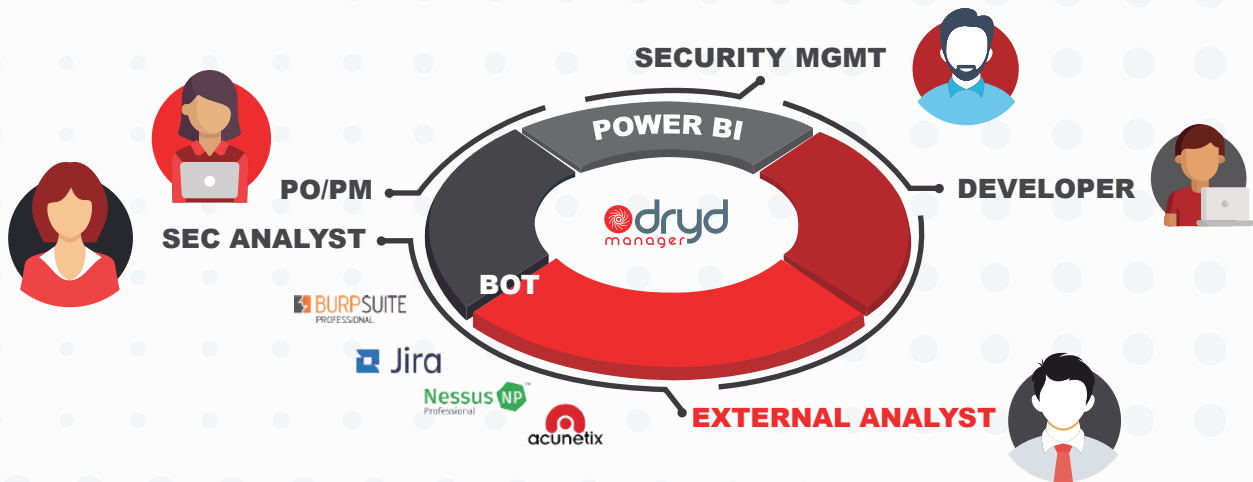 SECURITY MGMT
POWER BI
PO/PM
DEVELOPER
dryd
manager
SEC ANALYST
BOT
BURPSUITE
PROFESSIONAL
Jira
Nessus NP™
Professional
acunetix
EXTERNAL ANALYST